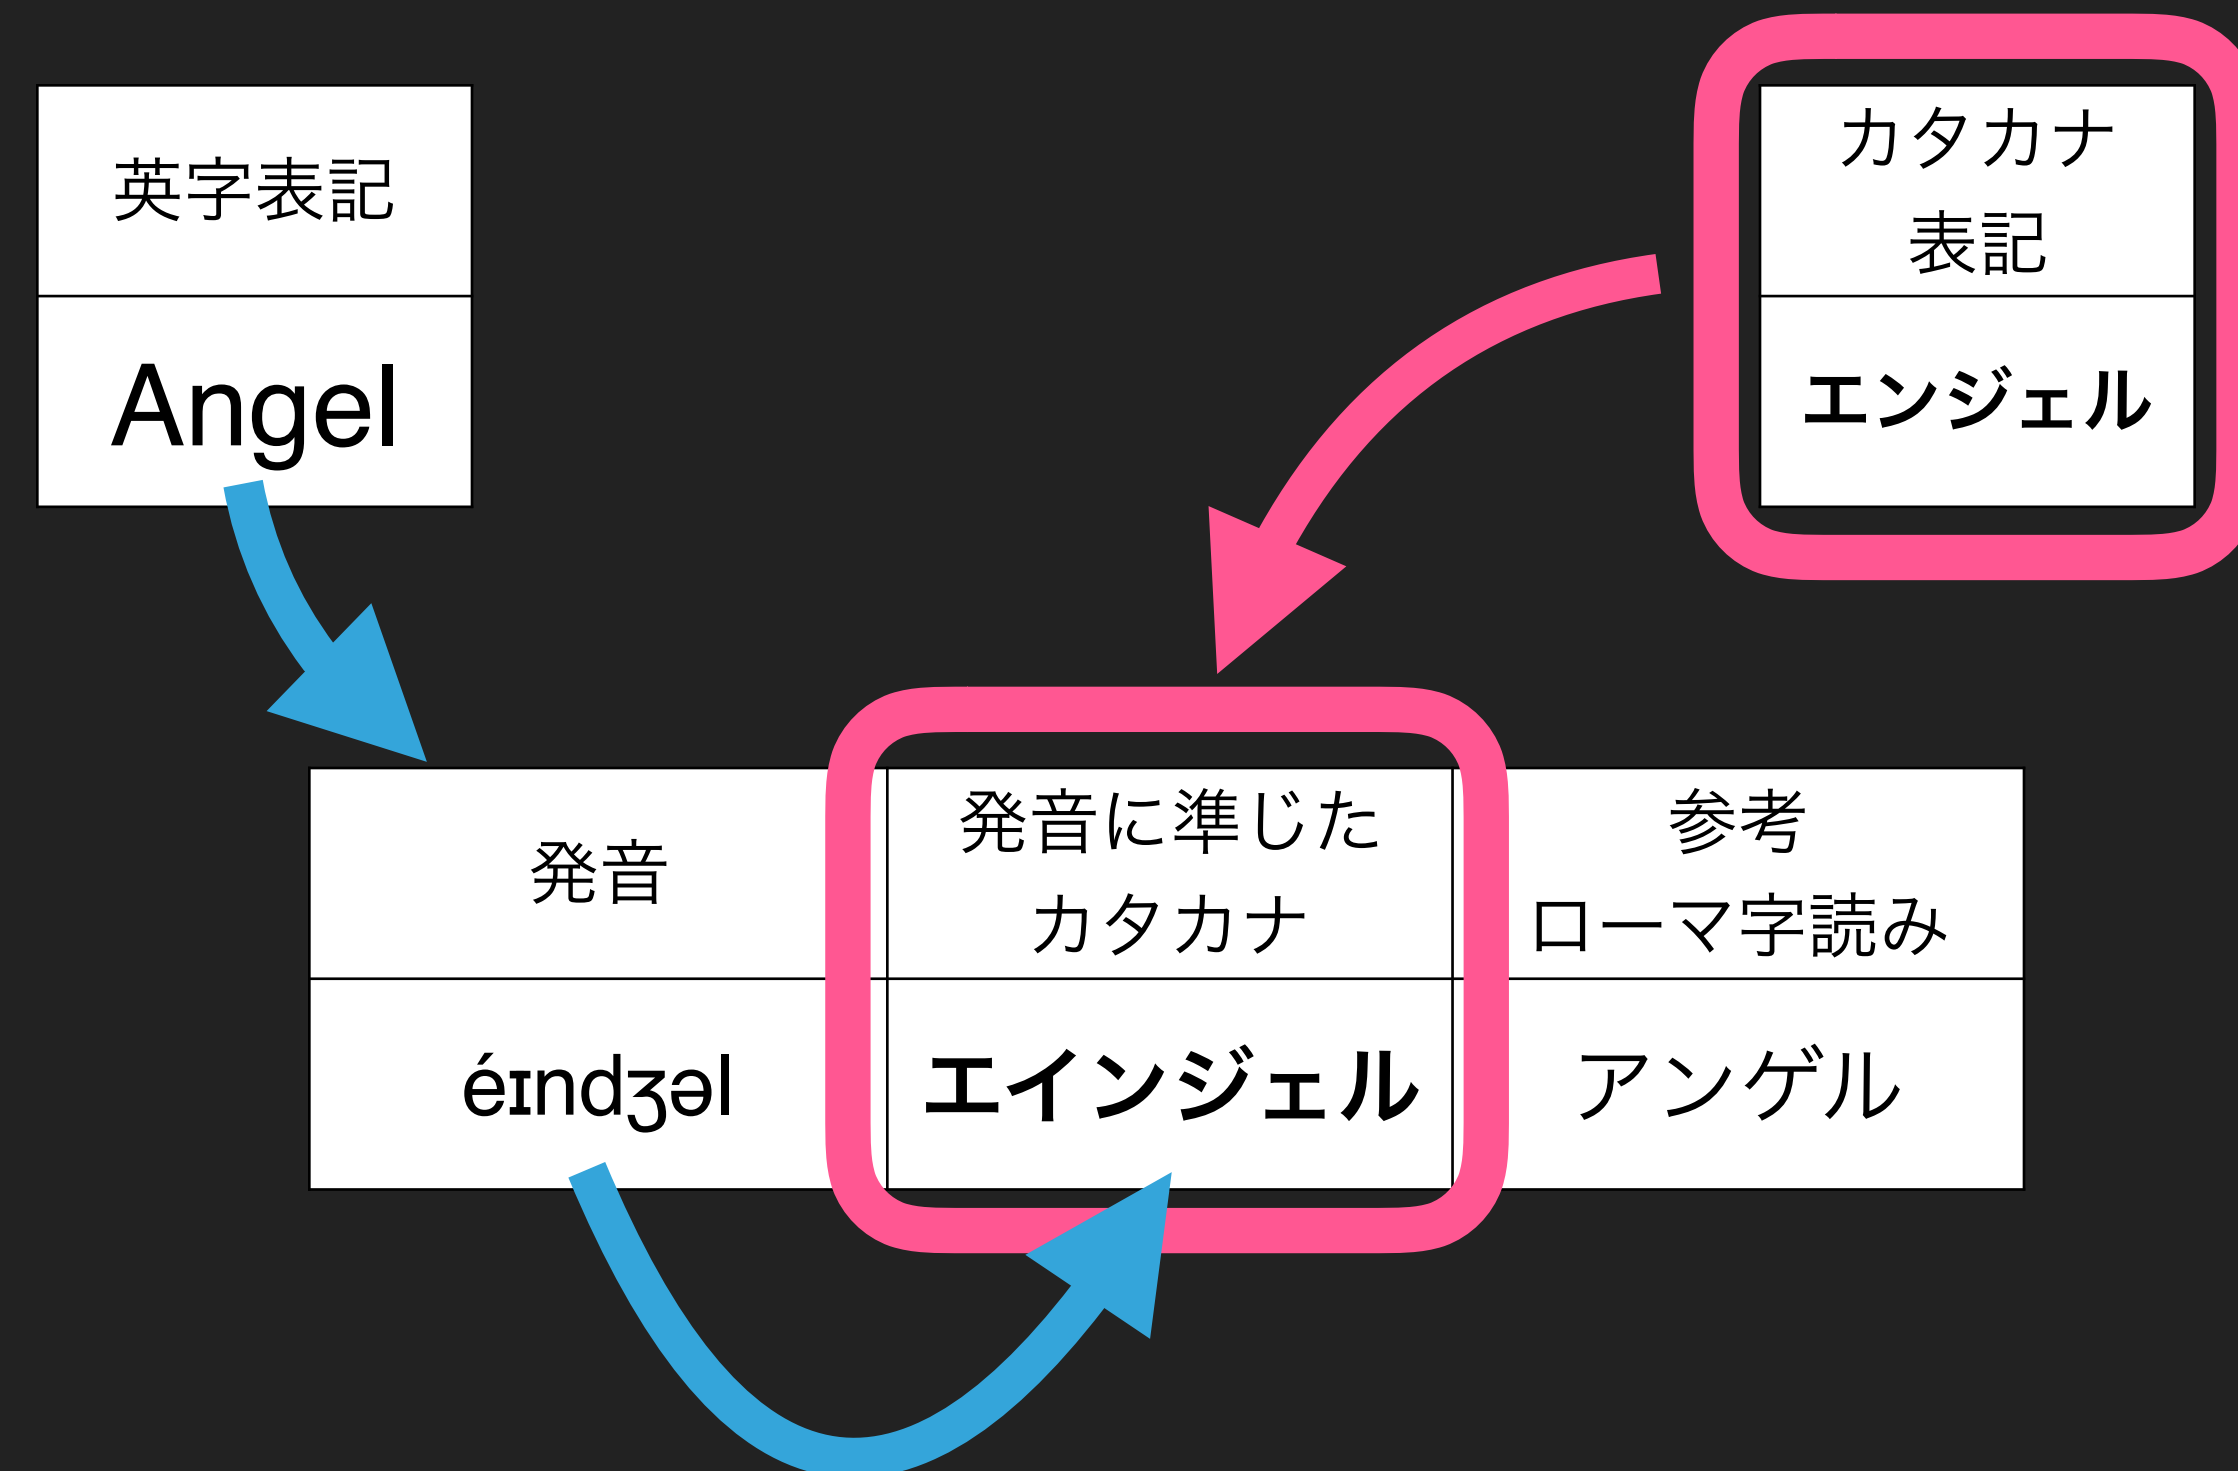 英字表記
Angel
カタカナ
表記
エンジェル
発音
éɪndʒəl
発音に準じた
カタカナ
エインジェル
参考
ローマ字読み
アンゲル